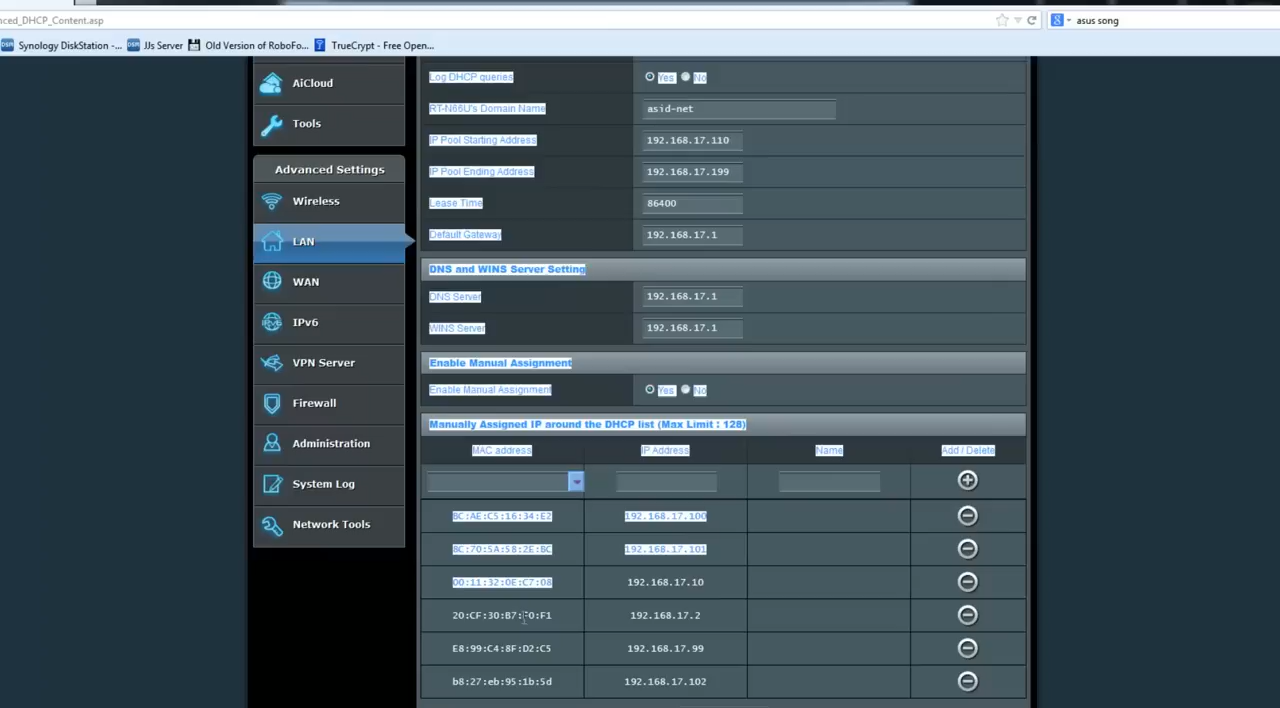 nced_DHCP_Content.asp
asus song
Synology DiskStation -... JJs Server Old Version of RoboFo... TrueCrypt - Free Open...
AiCloud
Tools
Advanced Settings
Wireless
LAN
WAN
IPv6
VPN Server
Firewall
Administration
System Log
Network Tools
Log DHCP queries Yes No
RT-N66U's Domain Name asid-net
IP Pool Starting Address 192.168.17.110
IP Pool Ending Address 192.168.17.199
Lease Time 86400
Default Gateway 192.168.17.1
DNS and WINS Server Setting
DNS Server 192.168.17.1
WINS Server 192.168.17.1
Enable Manual Assignment
Enable Manual Assignment Yes No
Manually Assigned IP around the DHCP list (Max Limit : 128)
MAC address IP Address Name Add / Delete
BC:AE:C5:16:34:E2 192.168.17.100
8C:70:5A:58:2E:8C 192.168.17.101
00:11:32:0E:C7:08 192.168.17.10
192.168.17.2
E8:99:C4:8F:D2:C5 192.168.17.99
b8:27:eb:95:1b:5d 192.168.17.102